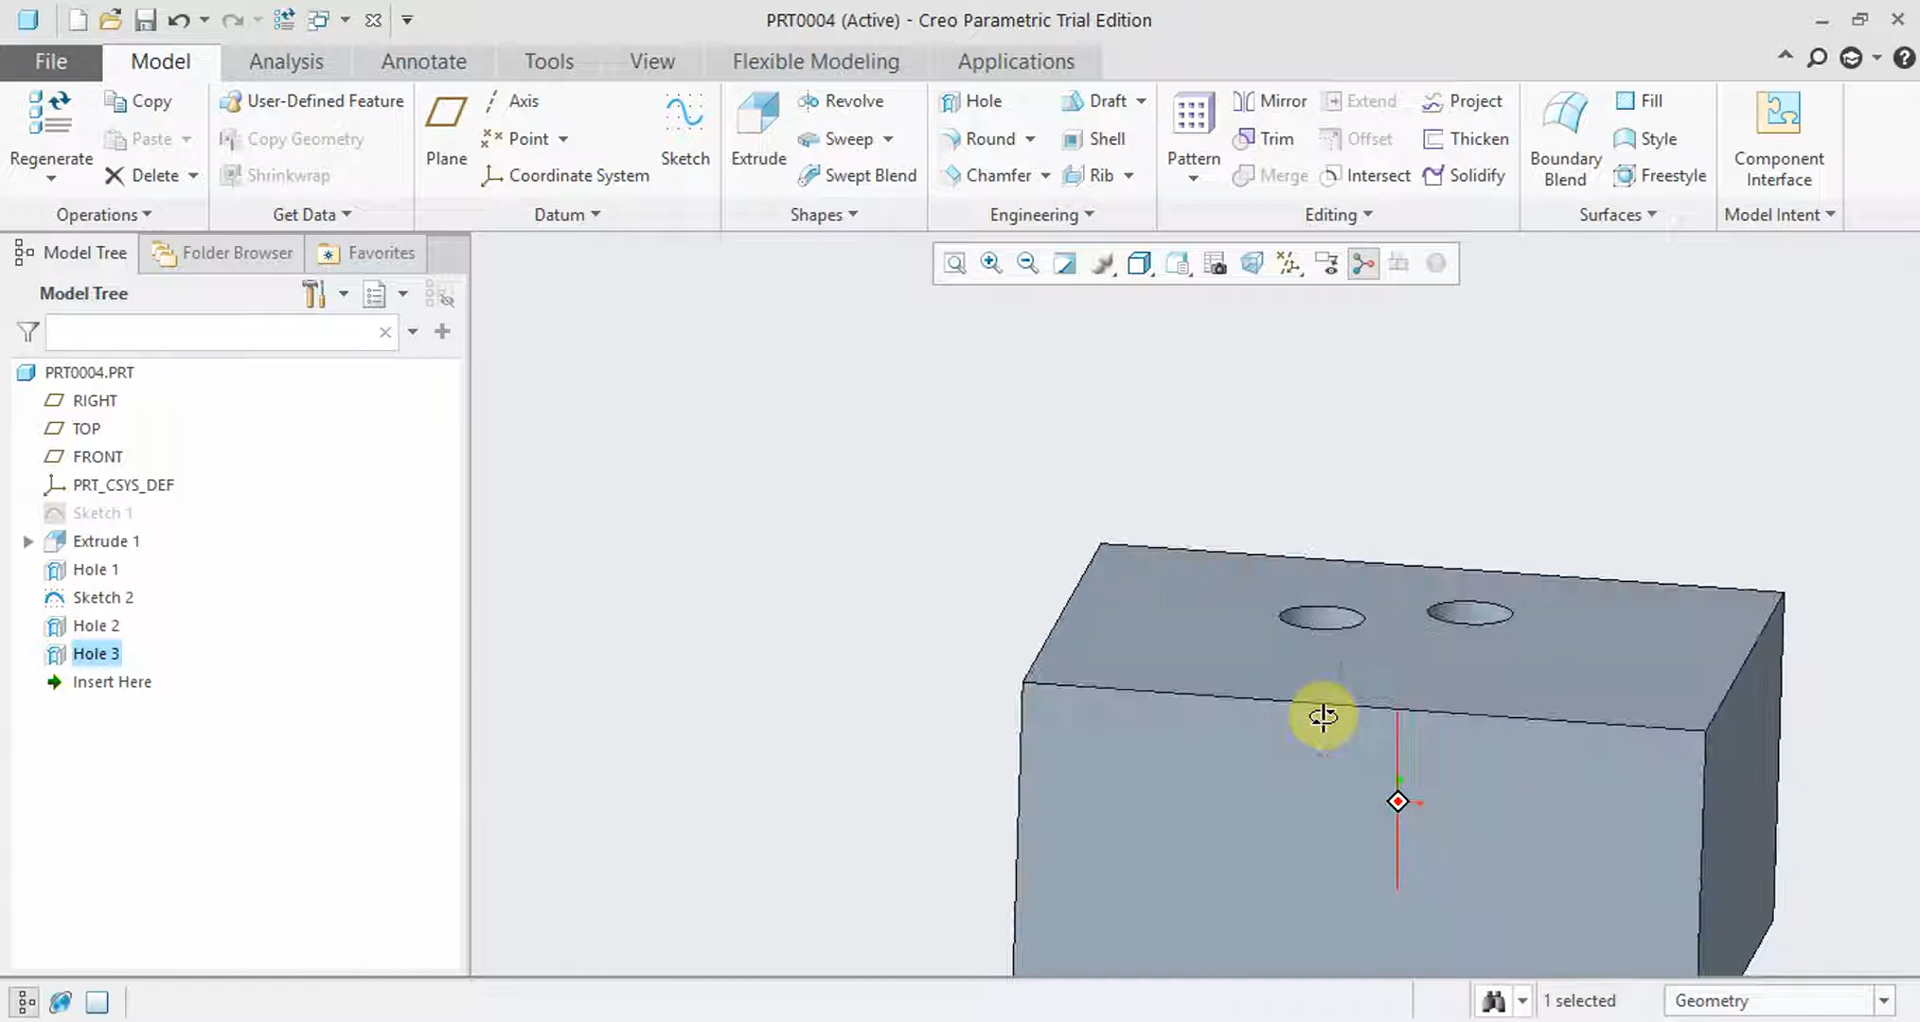 PRT0004 (Active) - Creo Parametric Trial Edition
File Model Analysis Annotate Tools View Flexible Modeling Applications
Regenerate Copy Paste Delete
Operations
User-Defined Feature Copy Geometry Shrinkwrap
Get Data
Plane Axis Point Coordinate System Sketch
Datum
Extrude Revolve Sweep Swept Blend
Shapes
Hole Round Chamfer Draft Shell Rib
Engineering
Pattern Mirror Trim Merge Extend Offset Intersect Project Thicken Solidify
Editing
Boundary Blend Fill Style Freestyle
Surfaces
Component Interface
Model Intent
Model Tree Folder Browser Favorites
Model Tree
PRT0004.PRT
RIGHT
TOP
FRONT
PRT_CSYS_DEF
Sketch 1
Extrude 1
Hole 1
Sketch 2
Hole 2
Hole 3
Insert Here
1 selected Geometry